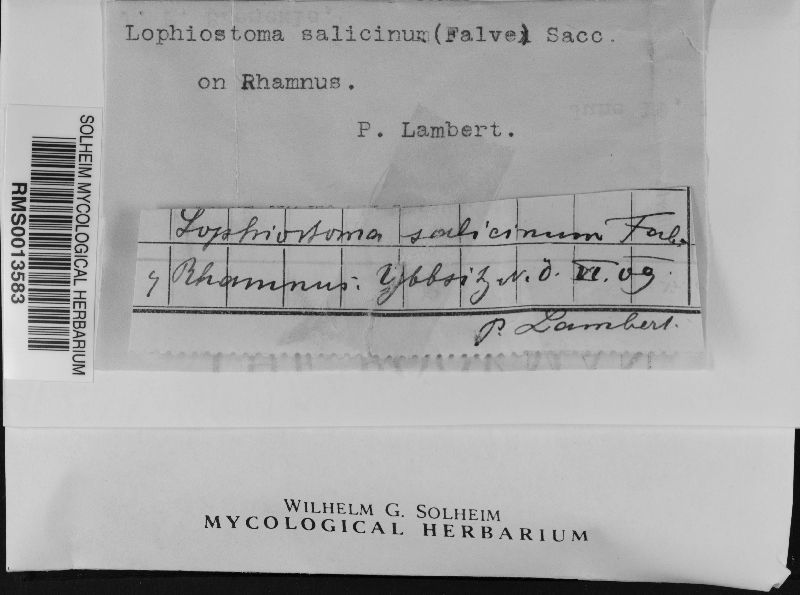 Lophiostoma salicinum (Falve) Sacc.
on Rhamnus.
P. Lambert.
Lophiostoma salicinum Fab.
Rhamnus. Ybbsitz N.Ö. VI. 09.
P. Lambert.
SOLHEIM MYCOLOGICAL HERBARIUM
RMS0013583
WILHELM G. SOLHEIM
MYCOLOGICAL HERBARIUM